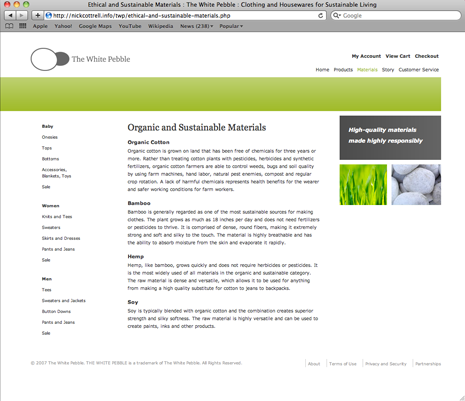 Ethical and Sustainable Materials : The White Pebble : Clothing and Housewares for Sustainable Living
http://nickcottrell.info/twp/ethical-and-sustainable-materials.php
Google
Apple Yahoo! Google Maps YouTube Wikipedia News (238) Popular
The White Pebble
My Account View Cart Checkout
Home Products Materials Story Customer Service
Baby
Onesies
Tops
Bottoms
Accessories,
Blankets, Toys
Sale
Women
Knits and Tees
Sweaters
Skirts and Dresses
Pants and Jeans
Sale
Men
Tees
Sweaters and Jackets
Button Downs
Pants and Jeans
Sale
Organic and Sustainable Materials
Organic Cotton
Organic cotton is grown on land that has been free of chemicals for three years or
more. Rather than treating cotton plants with pesticides, herbicides and synthetic
fertilizers, organic cotton farmers are able to control weeds, bugs and soil quality
by using farm machines, hand labor, natural pest enemies, compost and regular
crop rotation. A lack of harmful chemicals represents health benefits for the wearer
and safer working conditions for farm workers.
Bamboo
Bamboo is generally regarded as one of the most sustainable sources for making
clothes. The plant grows as much as 18 inches per day and does not need fertilizers
or pesticides to thrive. It is comprised of dense, round fibers, making it extremely
strong and soft and silky to the touch. The material is highly breathable and has
the ability to absorb moisture from the skin and evaporate it rapidly.
Hemp
Hemp, like bamboo, grows quickly and does not require herbicides or pesticides. It
is the most widely used of all materials in the organic and sustainable category.
The raw material is dense and versatile, which allows it to be used for anything
from making a high quality substitute for cotton to jeans to backpacks.
Soy
Soy is typically blended with organic cotton and the combination creates superior
strength and silky softness. The raw material is highly versatile and can be used to
create paints, inks and other products.
High-quality materials
made highly responsibly
© 2007 The White Pebble. THE WHITE PEBBLE is a trademark of The White Pebble. All Rights Reserved.
About Terms of Use Privacy and Security Partnerships